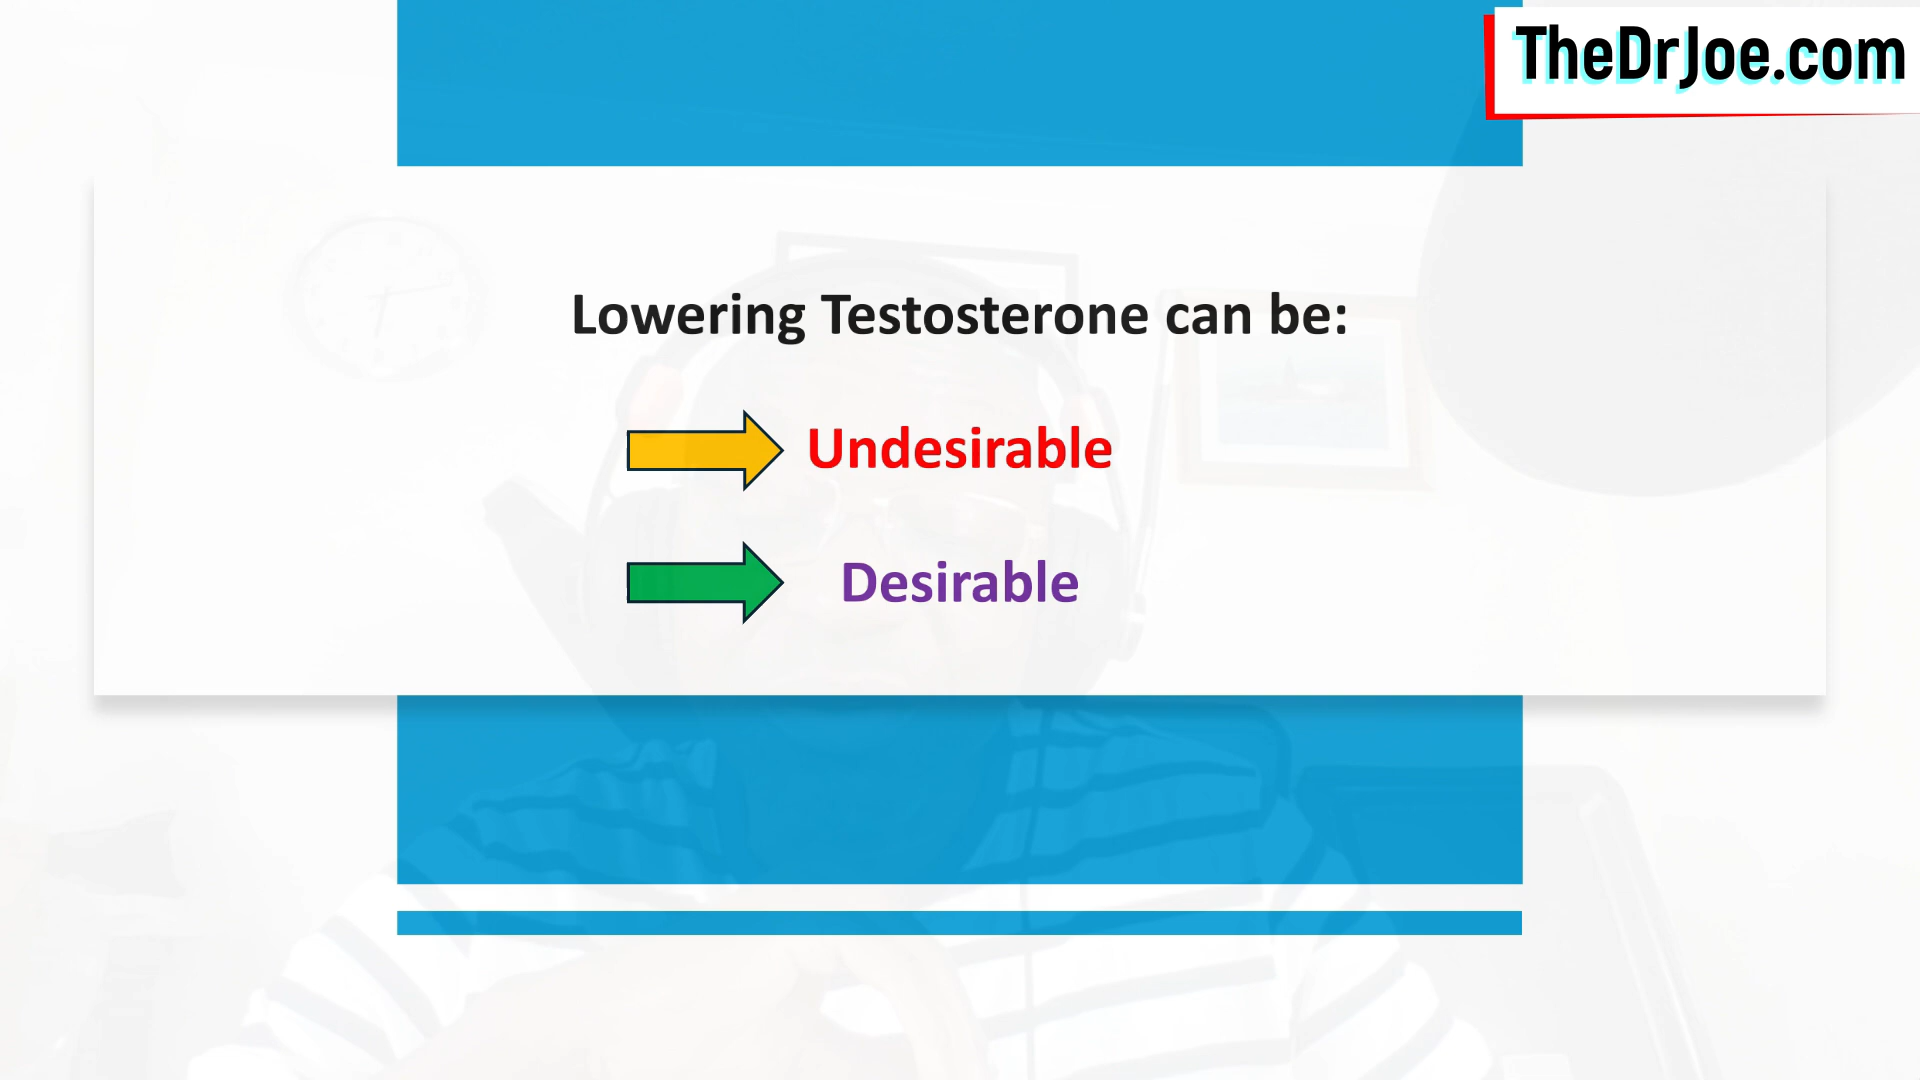 TheDrJoe.com
Lowering Testosterone can be:
Undesirable
Desirable